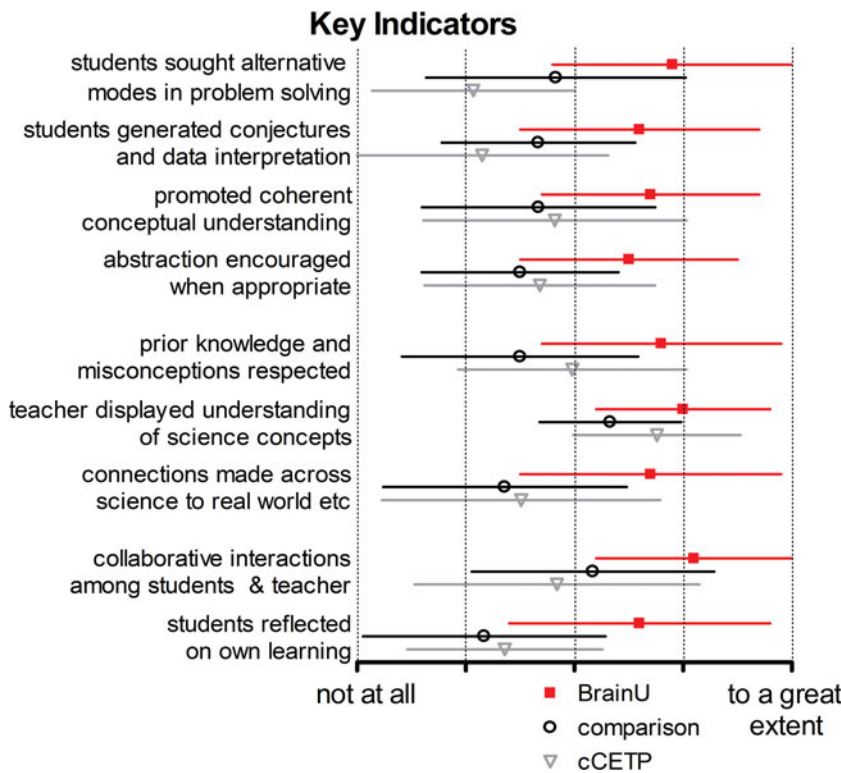 Key Indicators
students sought alternative
modes in problem solving
students generated conjectures
and data interpretation
promoted coherent
conceptual understanding
abstraction encouraged
when appropriate
prior knowledge and
misconceptions respected
teacher displayed understanding
of science concepts
connections made across
science to real world etc
collaborative interactions
among students & teacher
students reflected
on own learning
not at all
to a great
extent
BrainU
comparison
cCETP